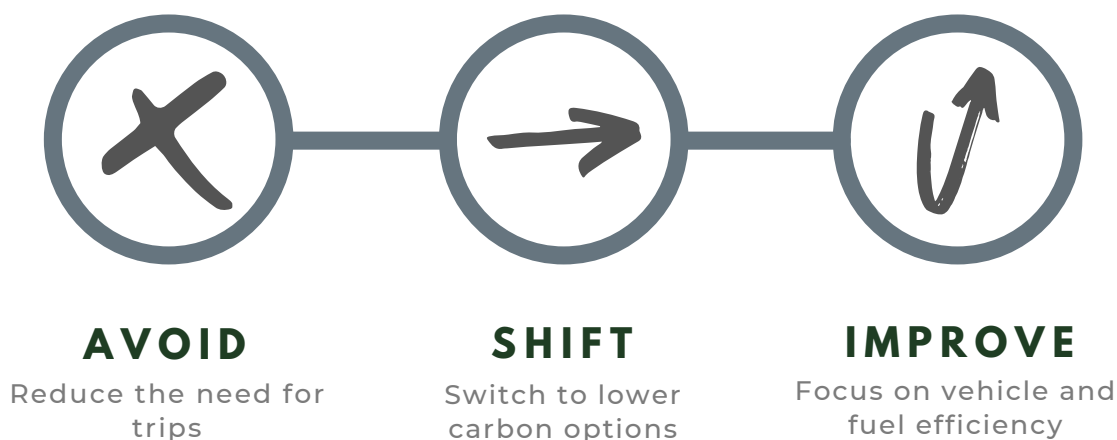 AVOID
Reduce the need for
trips
SHIFT
Switch to lower
carbon options
IMPROVE
Focus on vehicle and
fuel efficiency